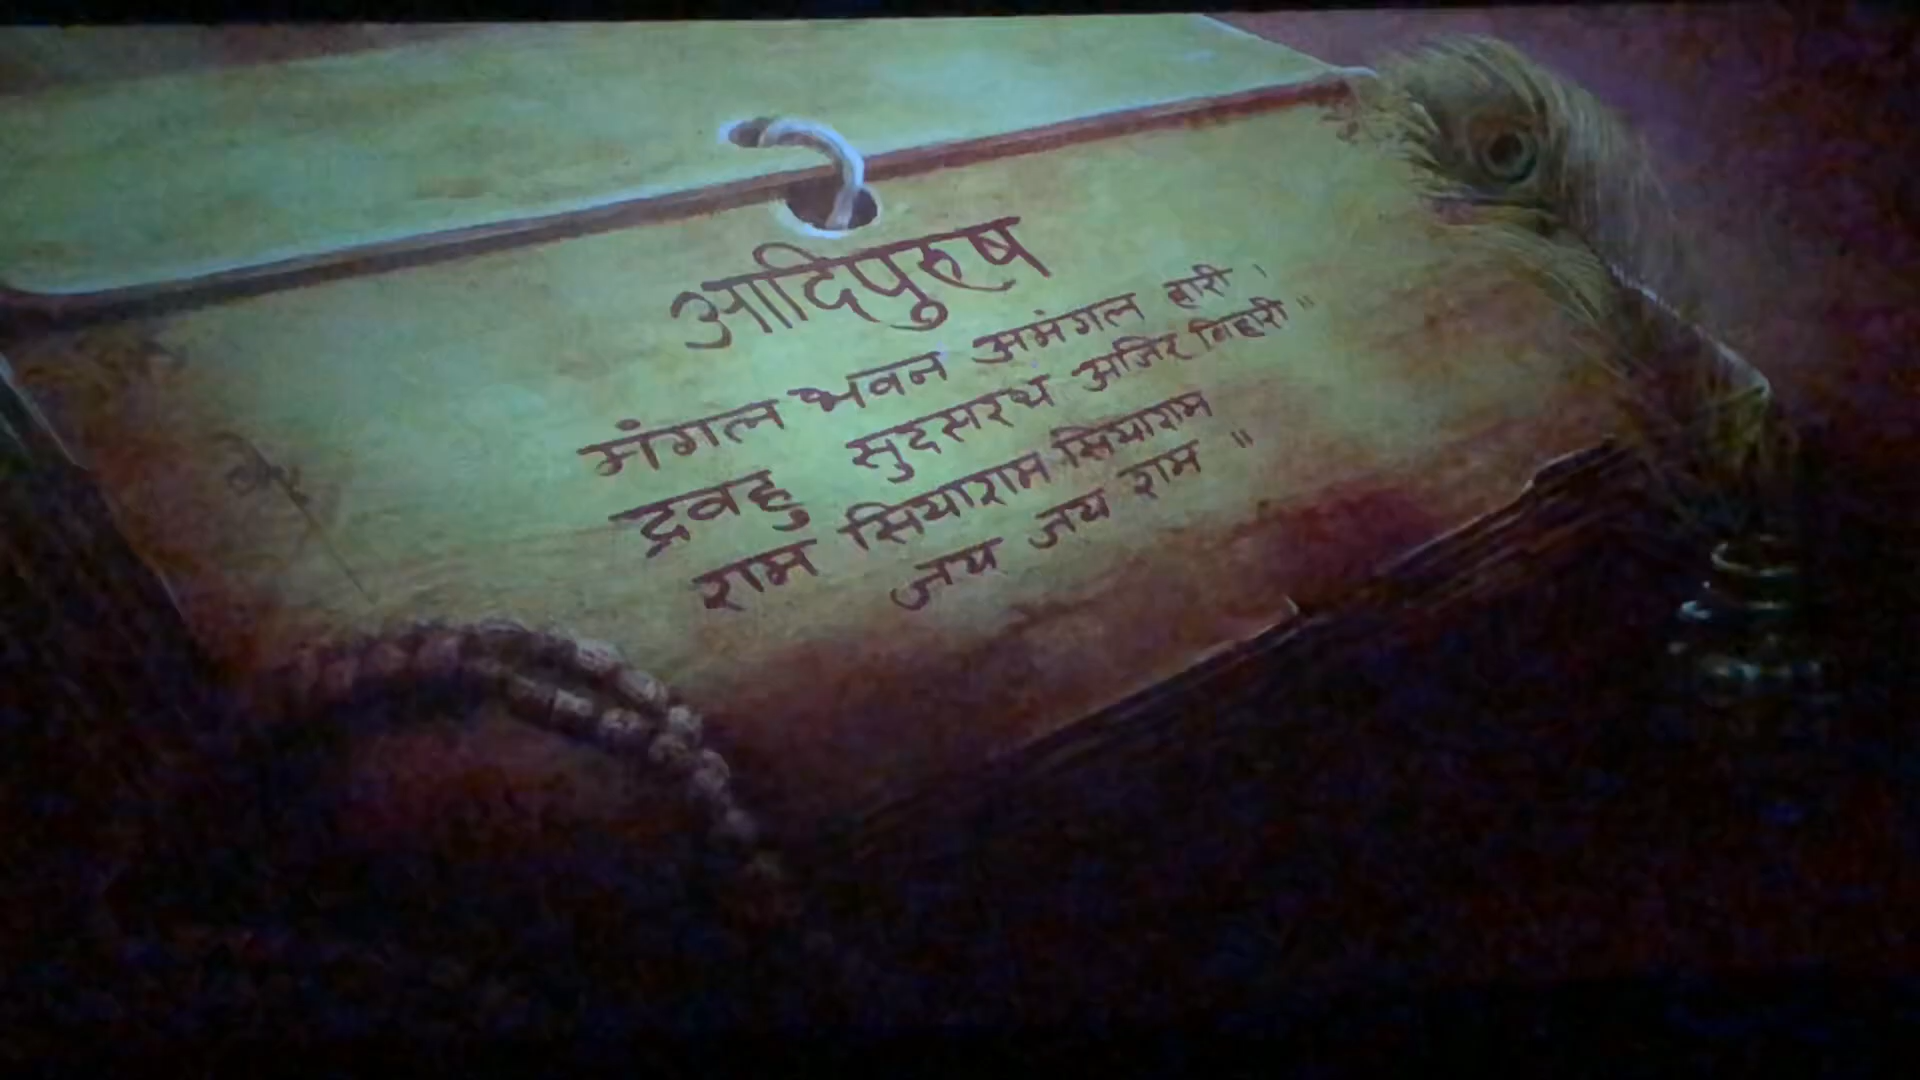 आदिपुरुष
मंगल भवन अमंगल हारी ।
द्रवहु सुदसरथ अजिर बिहारी ॥
राम सियाराम सियाराम
जय जय राम ॥